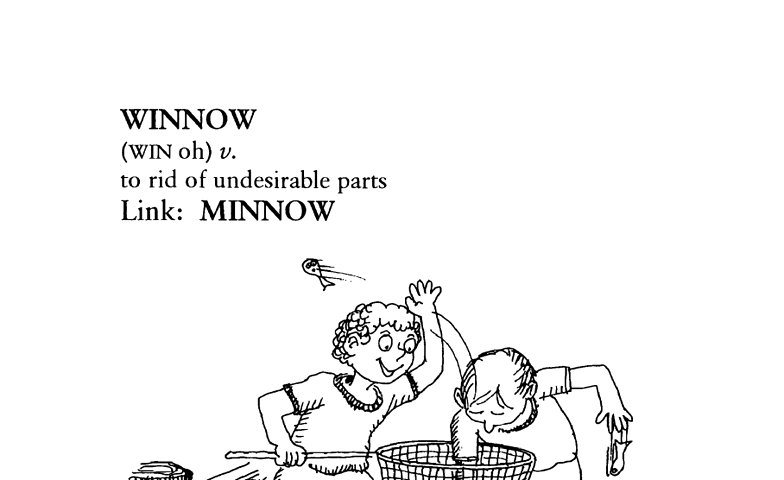 WINNOW
(WIN oh) v.
to rid of undesirable parts
Link: MINNOW